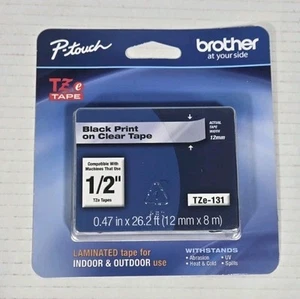 P-touch
brother
at your side
TZe
TAPE
Black Print
on Clear Tape
ACTUAL
TAPE
WIDTH
12mm
Compatible With
Machines That Use
1/2"
TZe Tapes
TZe-131
0.47 in x 26.2 ft (12 mm x 8 m)
LAMINATED tape for
INDOOR & OUTDOOR use
WITHSTANDS
• Abrasion
• UV
• Heat & Cold
• Spills